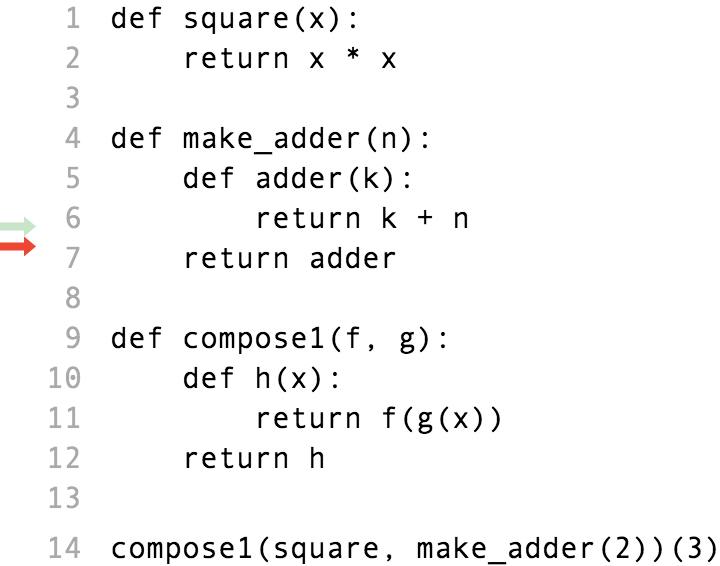 1 def square(x):
2     return x * x
3
4 def make_adder(n):
5     def adder(k):
6         return k + n
7     return adder
8
9 def compose1(f, g):
10     def h(x):
11         return f(g(x))
12     return h
13
14 compose1(square, make_adder(2))(3)